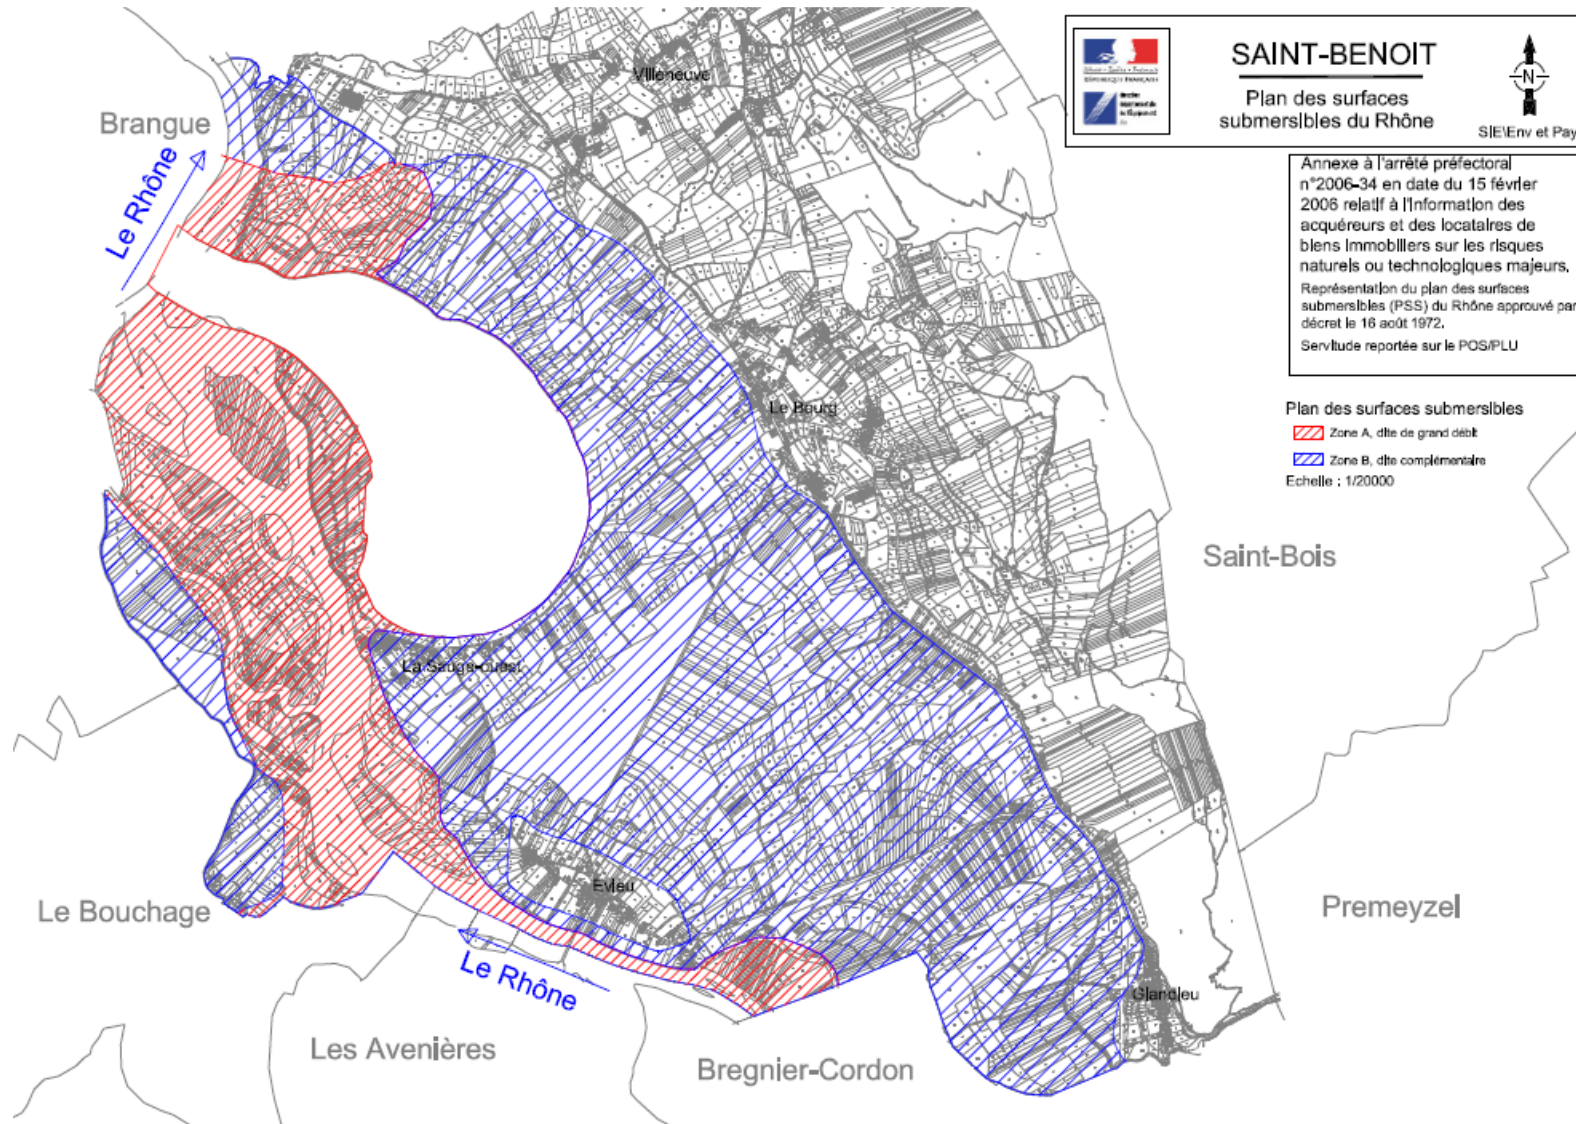 SAINT-BENOIT
Plan des surfaces
submersibles du Rhône
N
SIE\Env et Pay
Annexe à l'arrêté préfectoral
n°2006-34 en date du 15 février
2006 relatif à l'information des
acquéreurs et des locataires de
biens immobiliers sur les risques
naturels ou technologiques majeurs.
Représentation du plan des surfaces
submersibles (PSS) du Rhône approuvé par
décret le 16 août 1972.
Servitude reportée sur le POS/PLU
Plan des surfaces submersibles
Zone A, dite de grand débit
Zone B, dite complémentaire
Echelle : 1/20000
Villeneuve
Brangue
Le Rhône
Le Bourg
Saint-Bois
La Sauge-ouest
Evieu
Le Bouchage
Premeyzel
Le Rhône
Glandieu
Les Avenières
Bregnier-Cordon